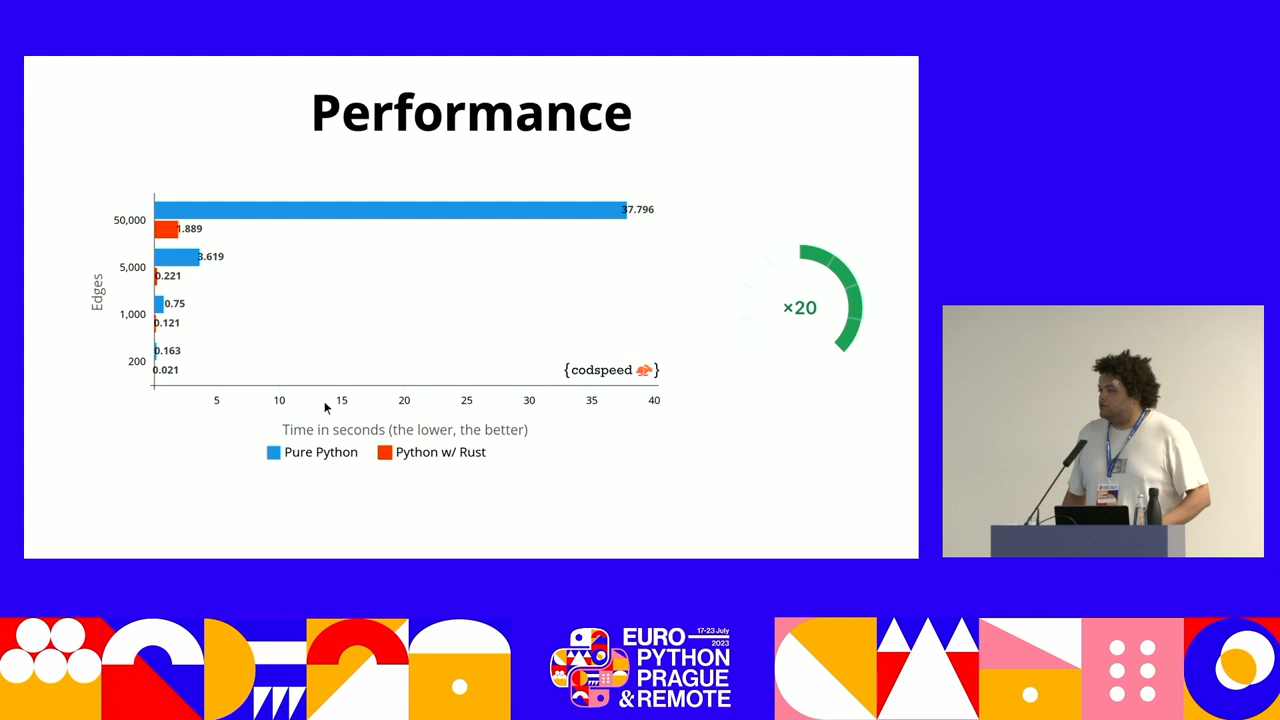 Performance
Edges
50,000
37.796
1.889
5,000
3.619
0.221
1,000
0.75
0.121
200
0.163
0.021
{codspeed}
5 10 15 20 25 30 35 40
Time in seconds (the lower, the better)
Pure Python Python w/ Rust
×20
EURO 17-23 July
2023
PYTHON
PRAGUE
& REMOTE